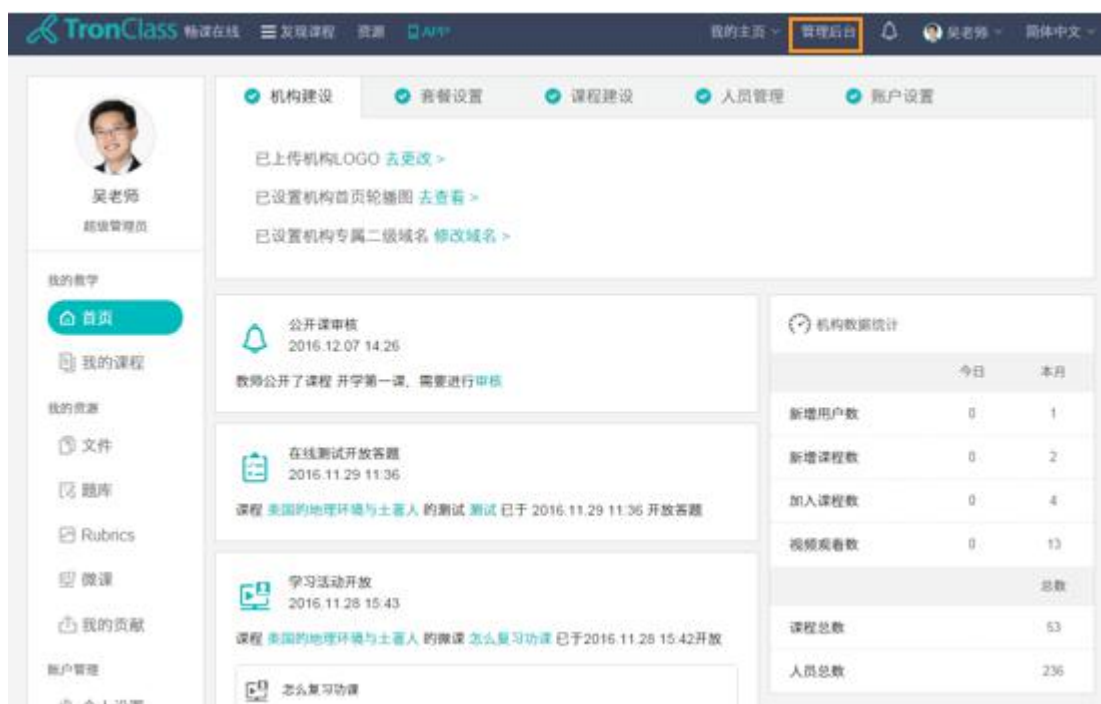 TronClass 畅课在线 发现课程 资源 APP 我的主页 管理后台 吴老师 简体中文
机构建设 套餐设置 课程建设 人员管理 账户设置
已上传机构LOGO 去更改 >
已设置机构首页轮播图 去查看 >
已设置机构专属二级域名 修改域名 >
吴老师
超级管理员
我的教学
首页
我的课程
我的资源
文件
题库
Rubrics
微课
我的贡献
账户管理
个人设置
公开课审核
2016.12.07 14:26
教师公开了课程 开学第一课, 需要进行审核
在线测试开放答题
2016.11.29 11:36
课程 美国的地理环境与土著人 的测试 测试 已于 2016.11.29 11:36 开放答题
学习活动开放
2016.11.28 15:43
课程 美国的地理环境与土著人 的微课 怎么复习功课 已于2016.11.28 15:42开放
怎么复习功课
机构数据统计
今日 本月
新增用户数 0 1
新增课程数 0 2
加入课程数 0 4
视频观看数 0 13
总数
课程总数 53
人员总数 236